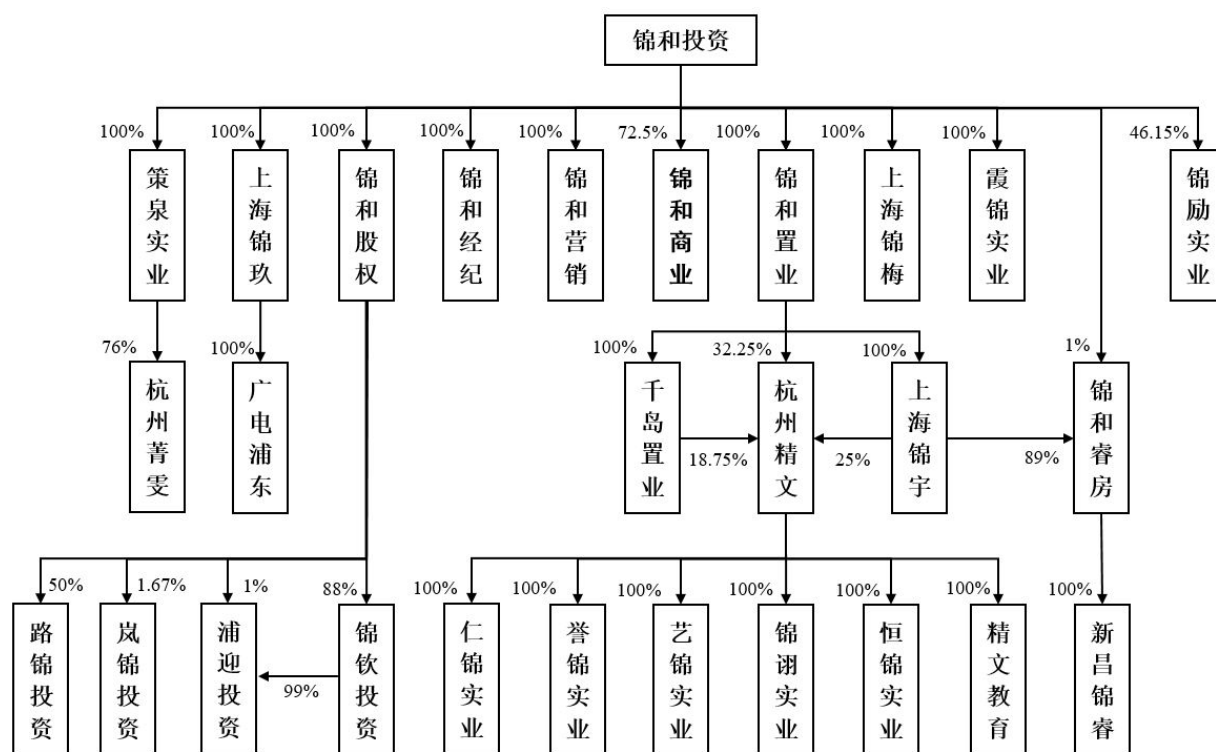 锦和投资
100%
100%
100%
100%
100%
72.5%
100%
100%
100%
46.15%
策泉实业
上海锦玖
锦和股权
锦和经纪
锦和营销
锦和商业
锦和置业
上海锦梅
霞锦实业
锦励实业
76%
100%
100%
32.25%
100%
1%
杭州菁雯
广电浦东
千岛置业
杭州精文
上海锦宇
锦和睿房
18.75%
25%
89%
50%
1.67%
1%
88%
100%
100%
100%
100%
100%
100%
100%
路锦投资
岚锦投资
浦迎投资
锦钦投资
仁锦实业
誉锦实业
艺锦实业
锦诩实业
恒锦实业
精文教育
新昌锦睿
99%